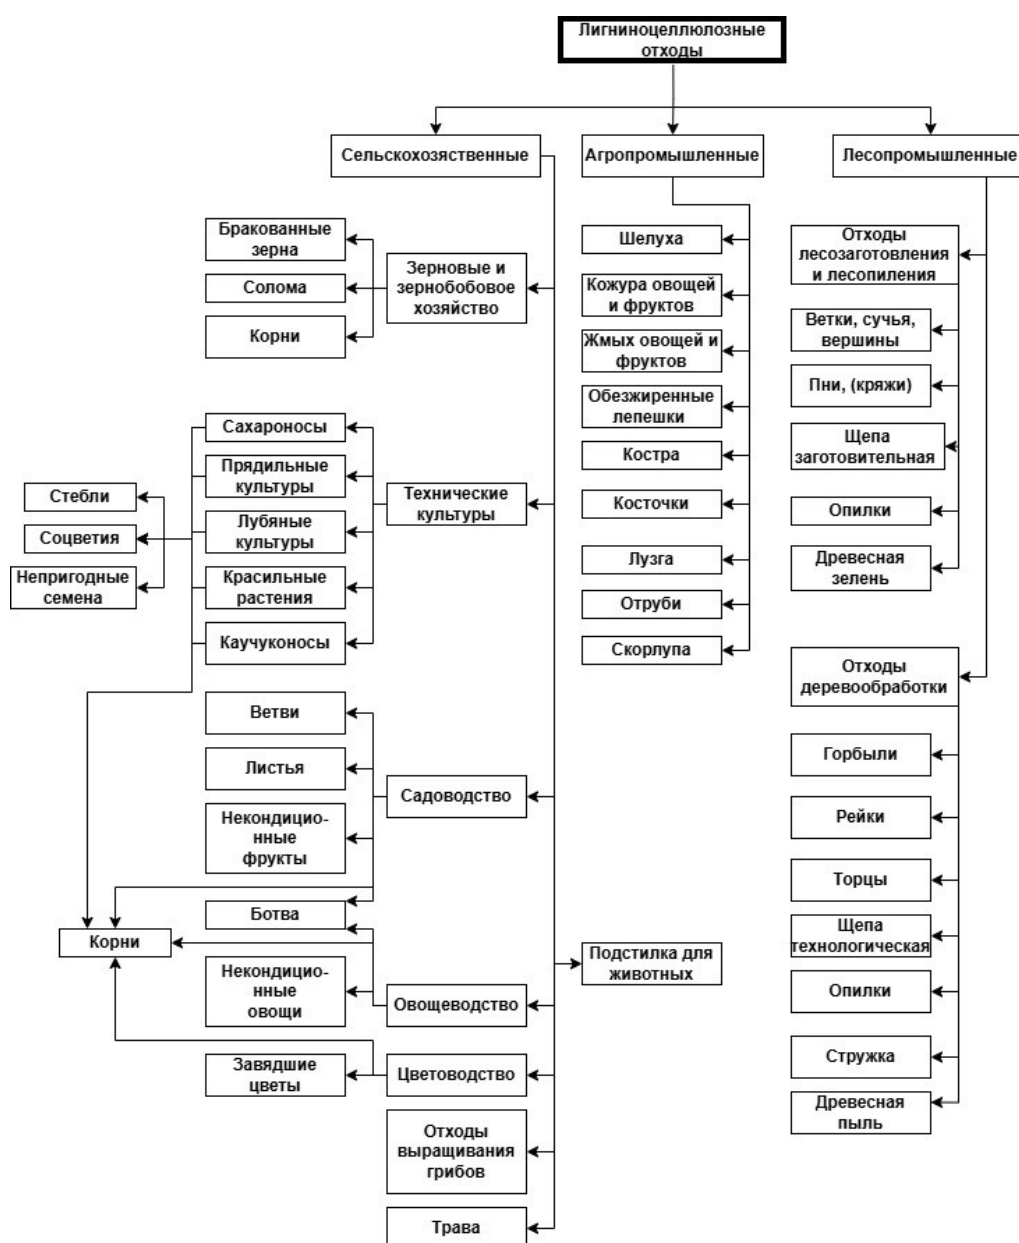 Лигниноцеллюлозные
отходы
Сельскохозяственные
Агропромышленные
Лесопромышленные
Бракованные
зерна
Солома
Корни
Зерновые и
зернобобовое
хозяйство
Сахароносы
Прядильные
культуры
Лубяные
культуры
Красильные
растения
Каучуконосы
Технические
культуры
Стебли
Соцветия
Непригодные
семена
Ветви
Листья
Некондицио-
нные
фрукты
Садоводство
Ботва
Корни
Некондицио-
нные
овощи
Овощеводство
Завядшие
цветы
Цветоводство
Отходы
выращивания
грибов
Трава
Подстилка для
животных
Шелуха
Кожура овощей
и фруктов
Жмых овощей и
фруктов
Обезжиренные
лепешки
Костра
Косточки
Лузга
Отруби
Скорлупа
Отходы
лесозаготовления
и лесопиления
Ветки, сучья,
вершины
Пни, (кряжи)
Щепа
заготовительная
Опилки
Древесная
зелень
Отходы
деревообработки
Горбыли
Рейки
Торцы
Щепа
технологическая
Опилки
Стружка
Древесная
пыль